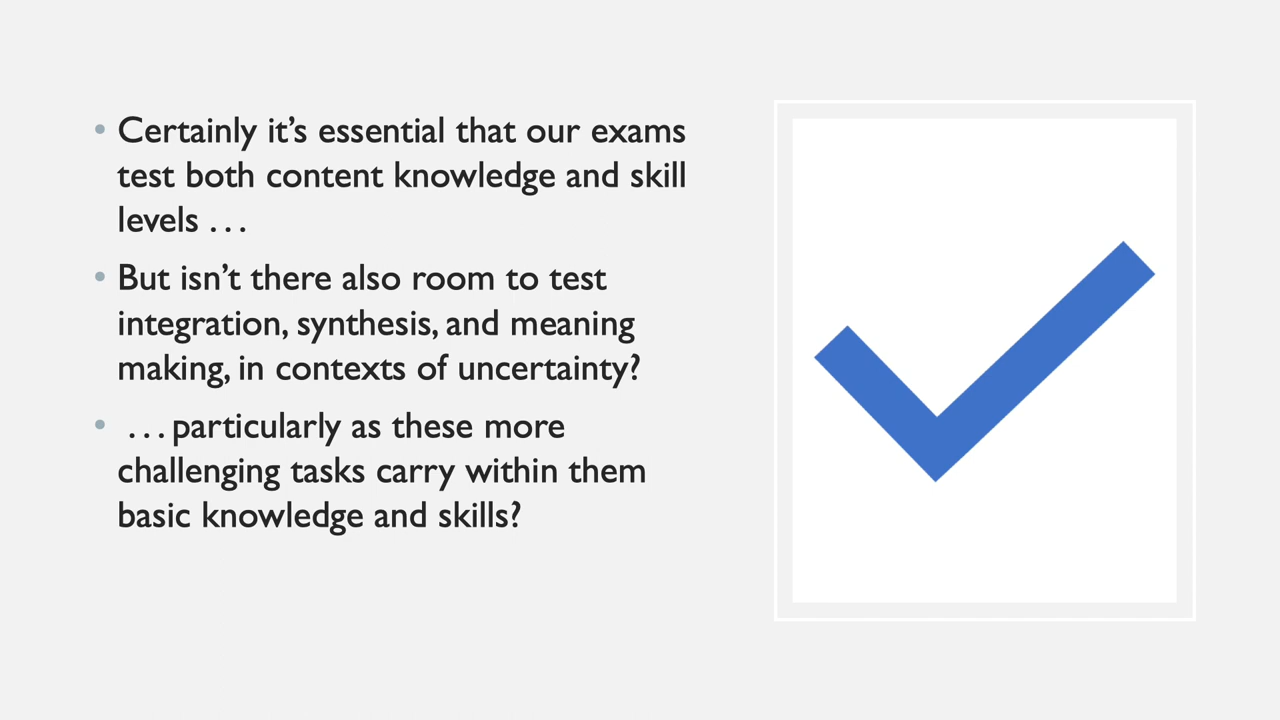 • Certainly it’s essential that our exams
test both content knowledge and skill
levels . . .
• But isn’t there also room to test
integration, synthesis, and meaning
making, in contexts of uncertainty?
• . . . particularly as these more
challenging tasks carry within them
basic knowledge and skills?